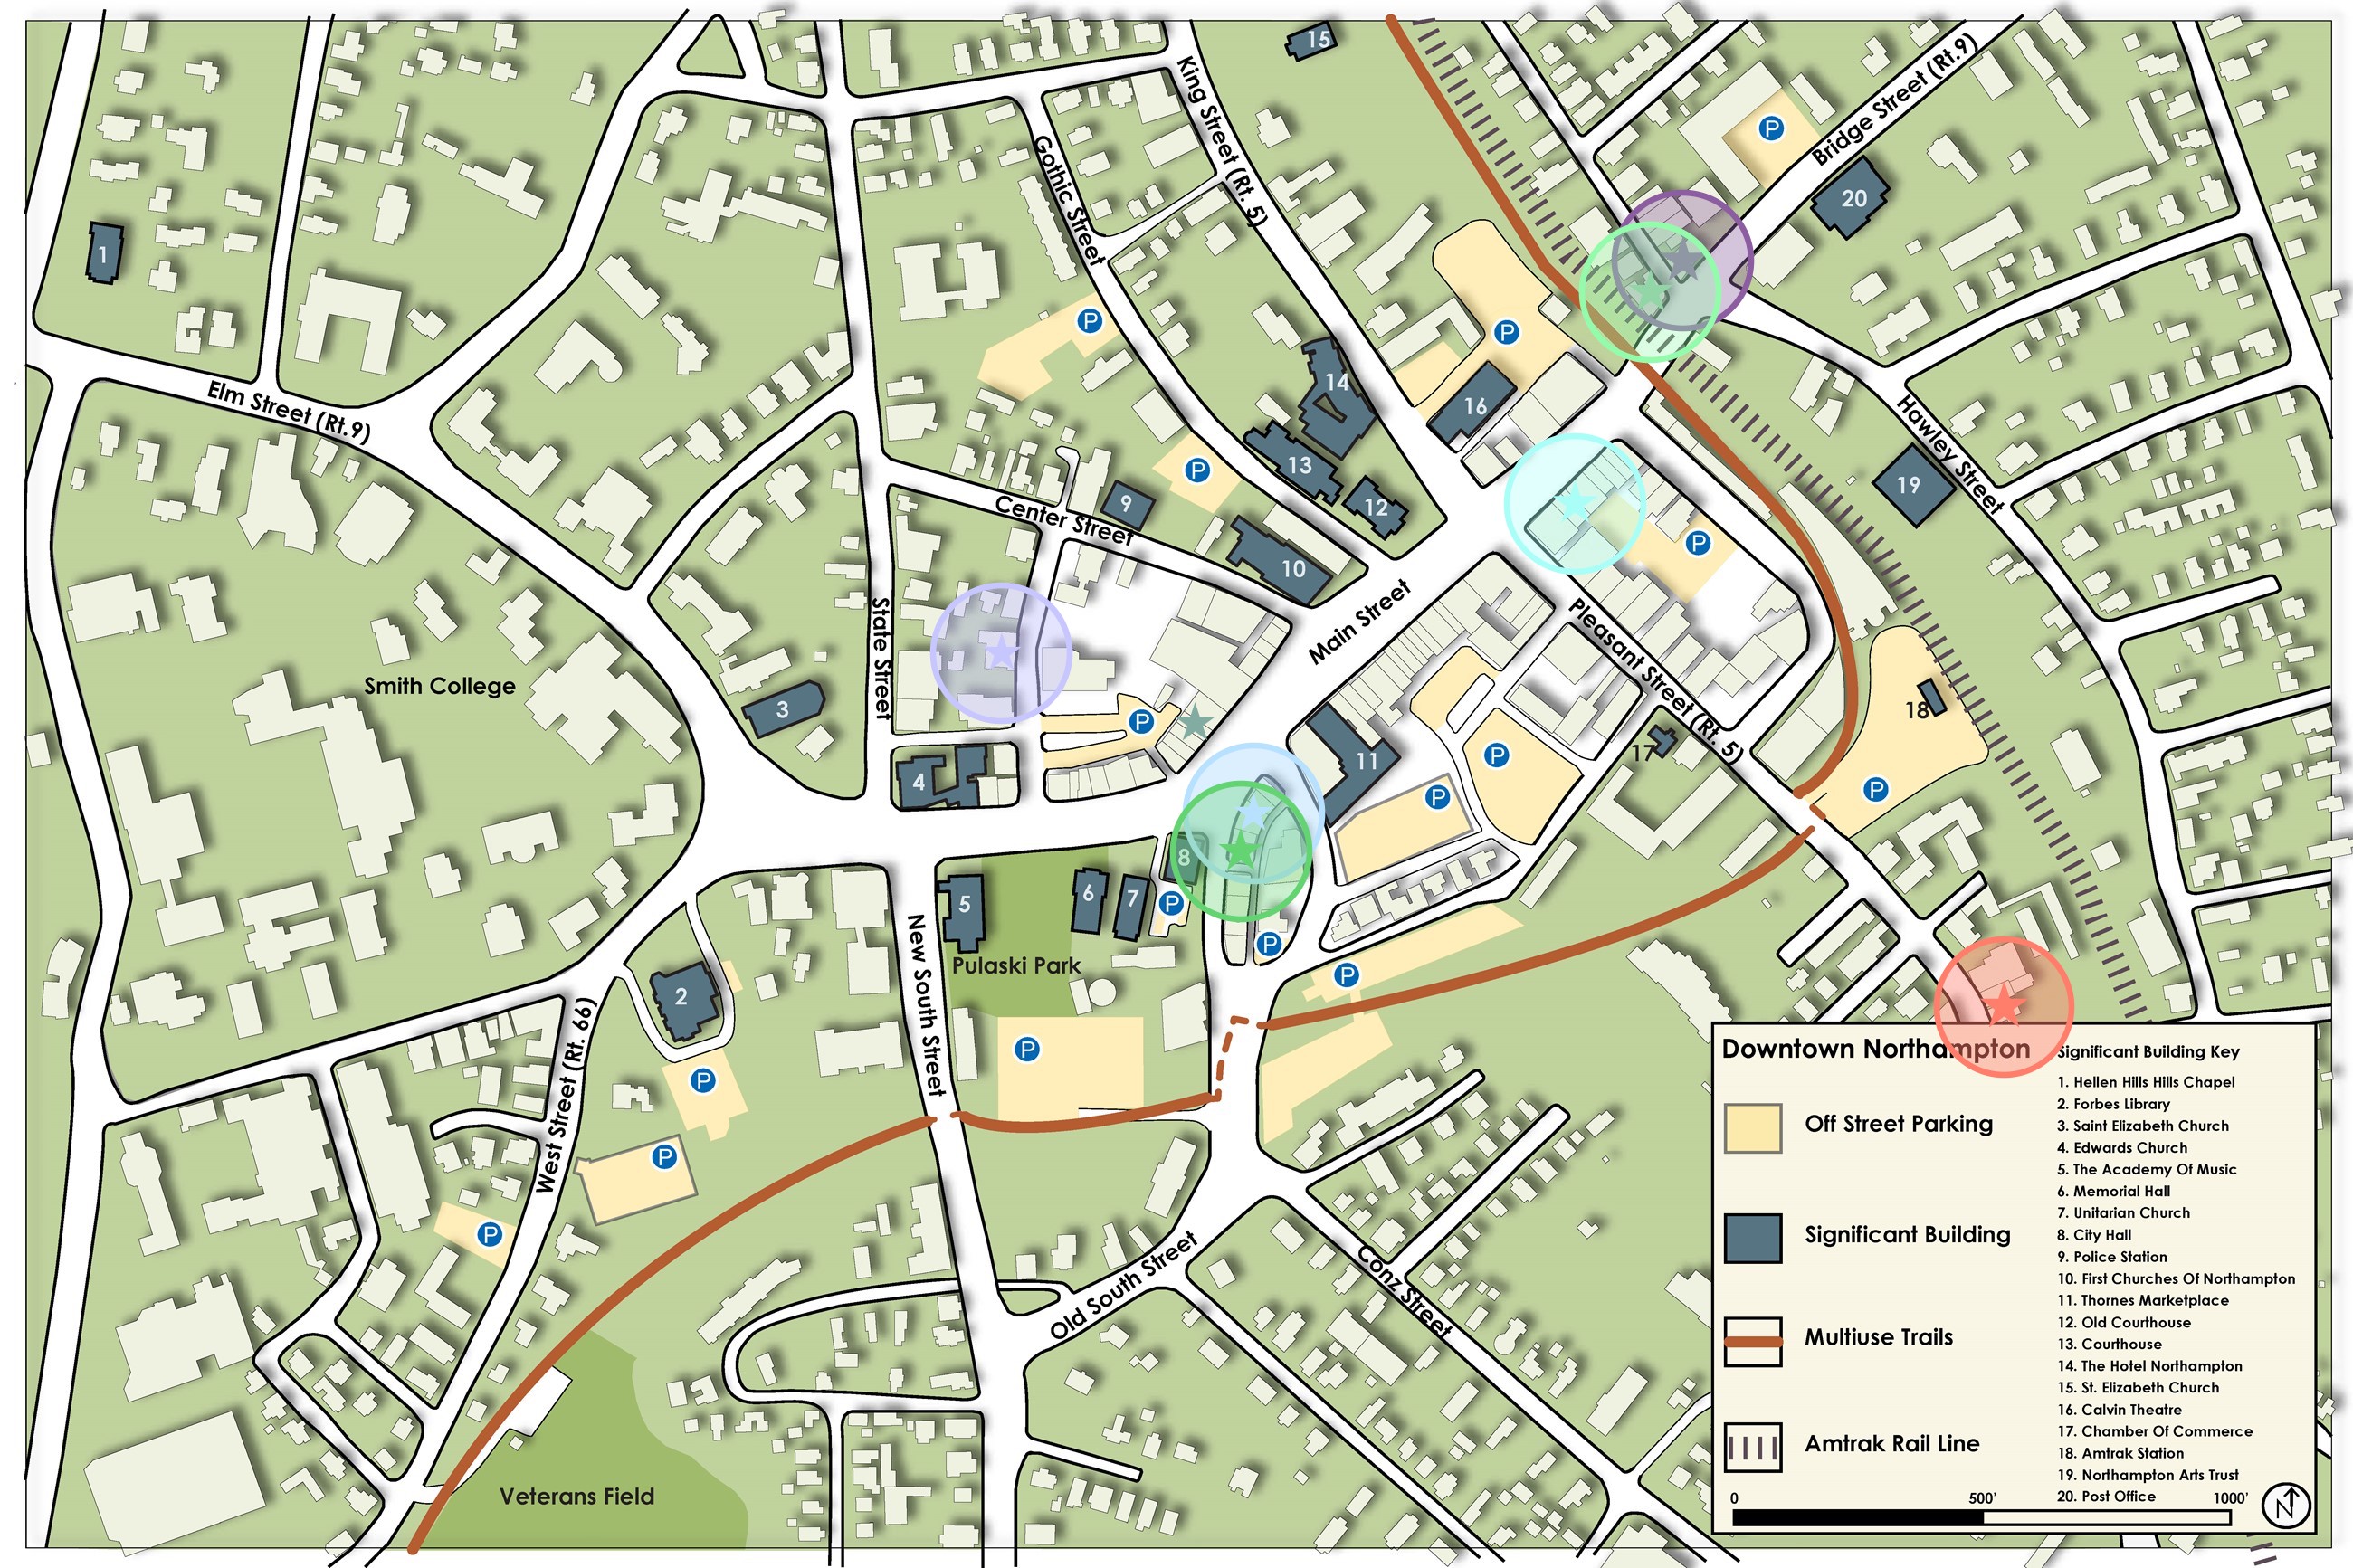 15
King Street (Rt. 5)
Bridge Street (Rt.9)
P
Gothic Street
20
1
P
P
14
16
Elm Street (Rt.9)
Hawley Street
13
P
19
9
12
Center Street
P
10
Main Street
State Street
Pleasant Street (Rt. 5)
Smith College
3
18
P
17
P
4
11
P
P
8
6
7
5
P
New South Street
P
Pulaski Park
P
2
West Street (Rt. 66)
P
P
P
P
Old South Street
Conz Street
Veterans Field
Downtown Northampton
Off Street Parking
Significant Building
Multiuse Trails
Amtrak Rail Line
Significant Building Key
1. Hellen Hills Hills Chapel
2. Forbes Library
3. Saint Elizabeth Church
4. Edwards Church
5. The Academy Of Music
6. Memorial Hall
7. Unitarian Church
8. City Hall
9. Police Station
10. First Churches Of Northampton
11. Thornes Marketplace
12. Old Courthouse
13. Courthouse
14. The Hotel Northampton
15. St. Elizabeth Church
16. Calvin Theatre
17. Chamber Of Commerce
18. Amtrak Station
19. Northampton Arts Trust
20. Post Office
0 500' 1000'
N